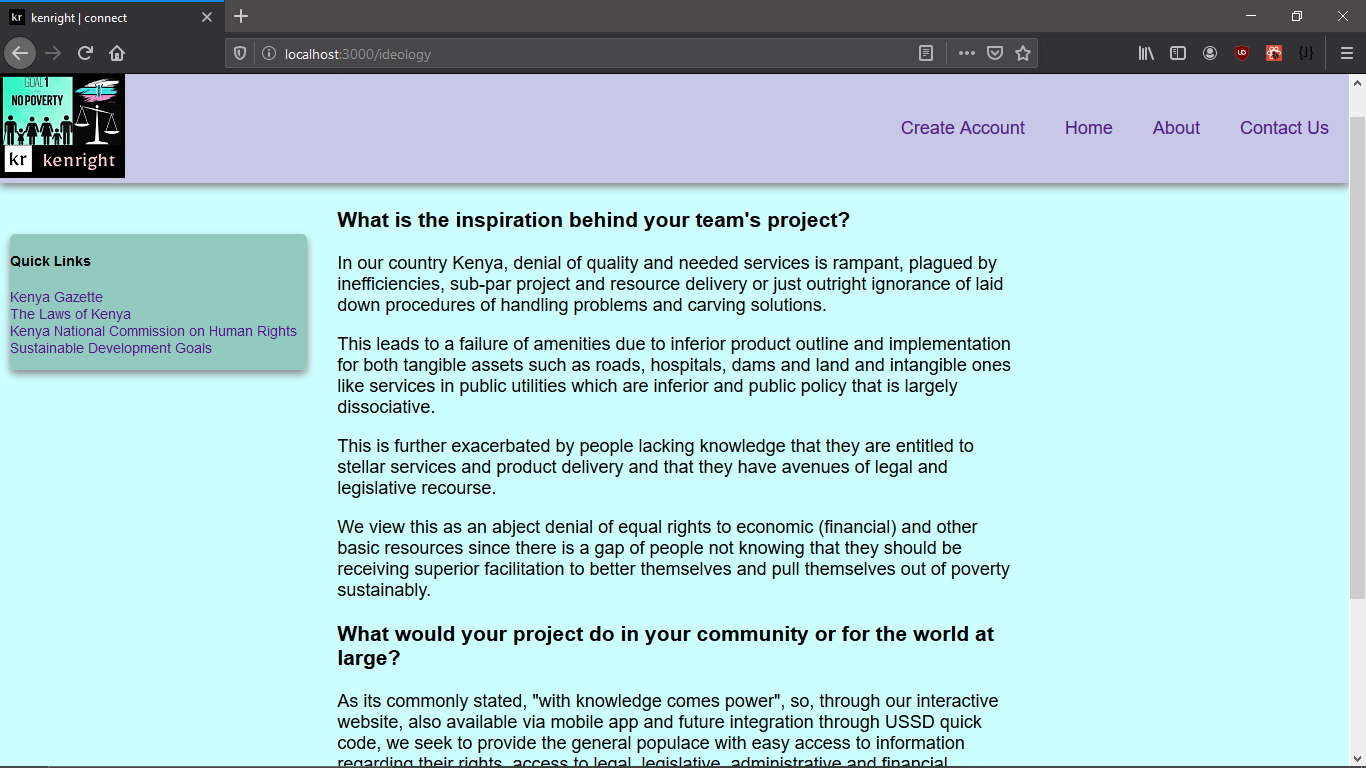 kr kenright | connect
localhost:3000/ideology
GOAL 1
NO POVERTY
kr kenright
Create Account Home About Contact Us
Quick Links
Kenya Gazette
The Laws of Kenya
Kenya National Commission on Human Rights
Sustainable Development Goals
What is the inspiration behind your team's project?
In our country Kenya, denial of quality and needed services is rampant, plagued by
inefficiencies, sub-par project and resource delivery or just outright ignorance of laid
down procedures of handling problems and carving solutions.
This leads to a failure of amenities due to inferior product outline and implementation
for both tangible assets such as roads, hospitals, dams and land and intangible ones
like services in public utilities which are inferior and public policy that is largely
dissociative.
This is further exacerbated by people lacking knowledge that they are entitled to
stellar services and product delivery and that they have avenues of legal and
legislative recourse.
We view this as an abject denial of equal rights to economic (financial) and other
basic resources since there is a gap of people not knowing that they should be
receiving superior facilitation to better themselves and pull themselves out of poverty
sustainably.
What would your project do in your community or for the world at
large?
As its commonly stated, "with knowledge comes power", so, through our interactive
website, also available via mobile app and future integration through USSD quick
code, we seek to provide the general populace with easy access to information
regarding their rights, access to legal, legislative, administrative and financial